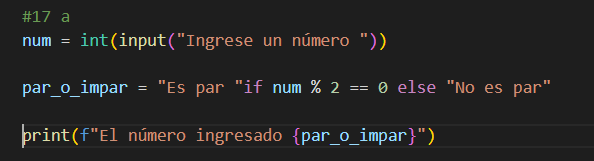 #17 a
num = int(input("Ingrese un número "))
par_o_impar = "Es par "if num % 2 == 0 else "No es par"
print(f"El número ingresado {par_o_impar}")